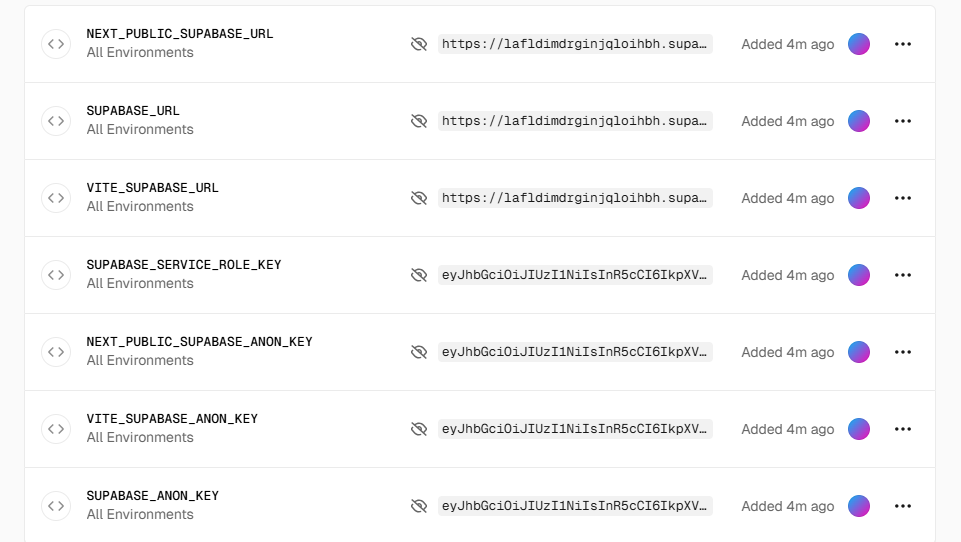 NEXT_PUBLIC_SUPABASE_URL
All Environments
https://lafldimdrginjqloihbh.supa…
Added 4m ago
SUPABASE_URL
All Environments
https://lafldimdrginjqloihbh.supa…
Added 4m ago
VITE_SUPABASE_URL
All Environments
https://lafldimdrginjqloihbh.supa…
Added 4m ago
SUPABASE_SERVICE_ROLE_KEY
All Environments
eyJhbGciOiJIUzI1NiIsInR5cCI6IkpXV…
Added 4m ago
NEXT_PUBLIC_SUPABASE_ANON_KEY
All Environments
eyJhbGciOiJIUzI1NiIsInR5cCI6IkpXV…
Added 4m ago
VITE_SUPABASE_ANON_KEY
All Environments
eyJhbGciOiJIUzI1NiIsInR5cCI6IkpXV…
Added 4m ago
SUPABASE_ANON_KEY
All Environments
eyJhbGciOiJIUzI1NiIsInR5cCI6IkpXV…
Added 4m ago